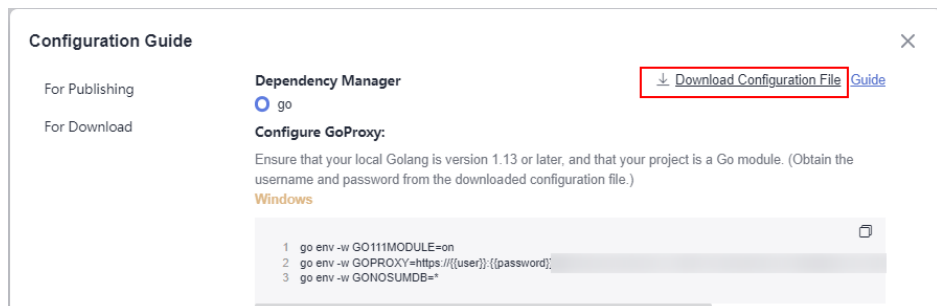 Configuration Guide
For Publishing
For Download
Dependency Manager
Download Configuration File Guide
go
Configure GoProxy:
Ensure that your local Golang is version 1.13 or later, and that your project is a Go module. (Obtain the
username and password from the downloaded configuration file.)
Windows
1 go env -w GO111MODULE=on
2 go env -w GOPROXY=https://{{user}}:{{password}}
3 go env -w GONOSUMDB=*